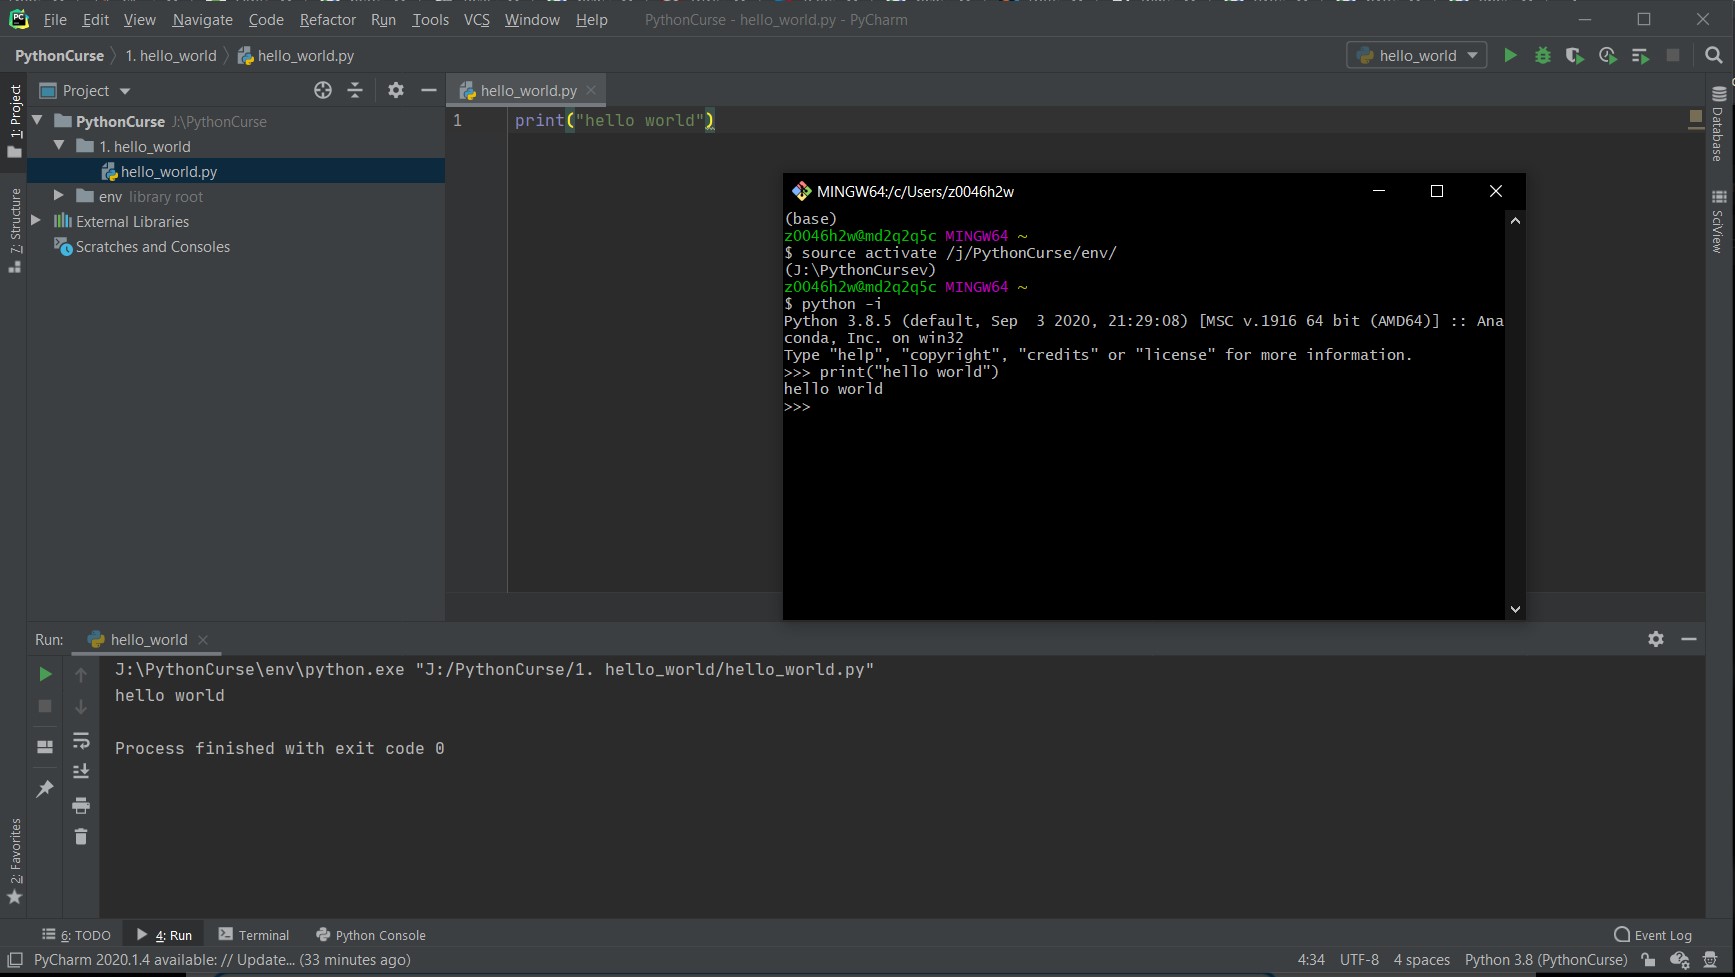 File Edit View Navigate Code Refactor Run Tools VCS Window Help PythonCurse - hello_world.py - PyCharm
PythonCurse 1. hello_world hello_world.py hello_world
Project
hello_world.py
1: Project
7: Structure
2: Favorites
PythonCurse J:\PythonCurse
1. hello_world
hello_world.py
env library root
External Libraries
Scratches and Consoles
1 print("hello world")
Database
SciView
MINGW64:/c/Users/z0046h2w
(base)
z0046h2w@md2q2q5c MINGW64 ~
$ source activate /j/PythonCurse/env/
(J:\PythonCursev)
z0046h2w@md2q2q5c MINGW64 ~
$ python -i
Python 3.8.5 (default, Sep  3 2020, 21:29:08) [MSC v.1916 64 bit (AMD64)] :: Ana
conda, Inc. on win32
Type "help", "copyright", "credits" or "license" for more information.
>>> print("hello world")
hello world
>>>
Run: hello_world
J:\PythonCurse\env\python.exe "J:/PythonCurse/1. hello_world/hello_world.py"
hello world
Process finished with exit code 0
6: TODO 4: Run Terminal Python Console Event Log
PyCharm 2020.1.4 available: // Update... (33 minutes ago) 4:34 UTF-8 4 spaces Python 3.8 (PythonCurse)